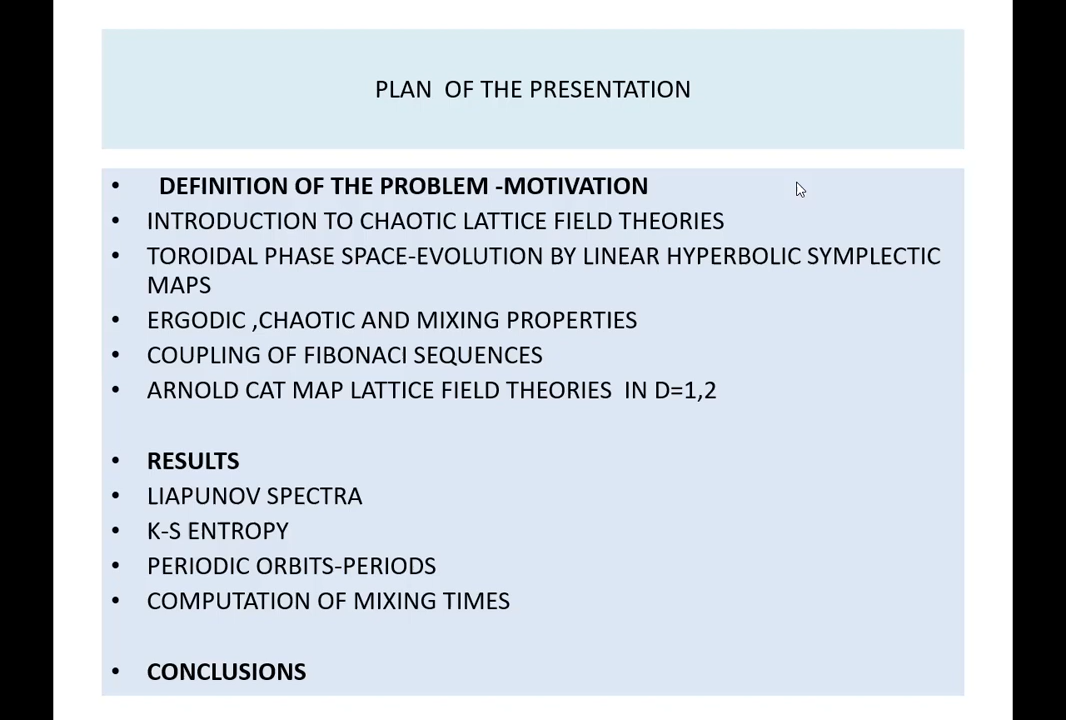 PLAN OF THE PRESENTATION
• DEFINITION OF THE PROBLEM -MOTIVATION
• INTRODUCTION TO CHAOTIC LATTICE FIELD THEORIES
• TOROIDAL PHASE SPACE-EVOLUTION BY LINEAR HYPERBOLIC SYMPLECTIC
MAPS
• ERGODIC ,CHAOTIC AND MIXING PROPERTIES
• COUPLING OF FIBONACI SEQUENCES
• ARNOLD CAT MAP LATTICE FIELD THEORIES IN D=1,2
• RESULTS
• LIAPUNOV SPECTRA
• K-S ENTROPY
• PERIODIC ORBITS-PERIODS
• COMPUTATION OF MIXING TIMES
• CONCLUSIONS